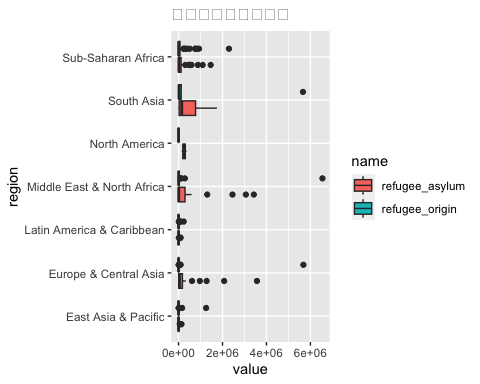 Sub-Saharan Africa
South Asia
North America
Middle East & North Africa
Latin America & Caribbean
Europe & Central Asia
East Asia & Pacific
region
0e+00 2e+06 4e+06 6e+06
value
name
refugee_asylum
refugee_origin